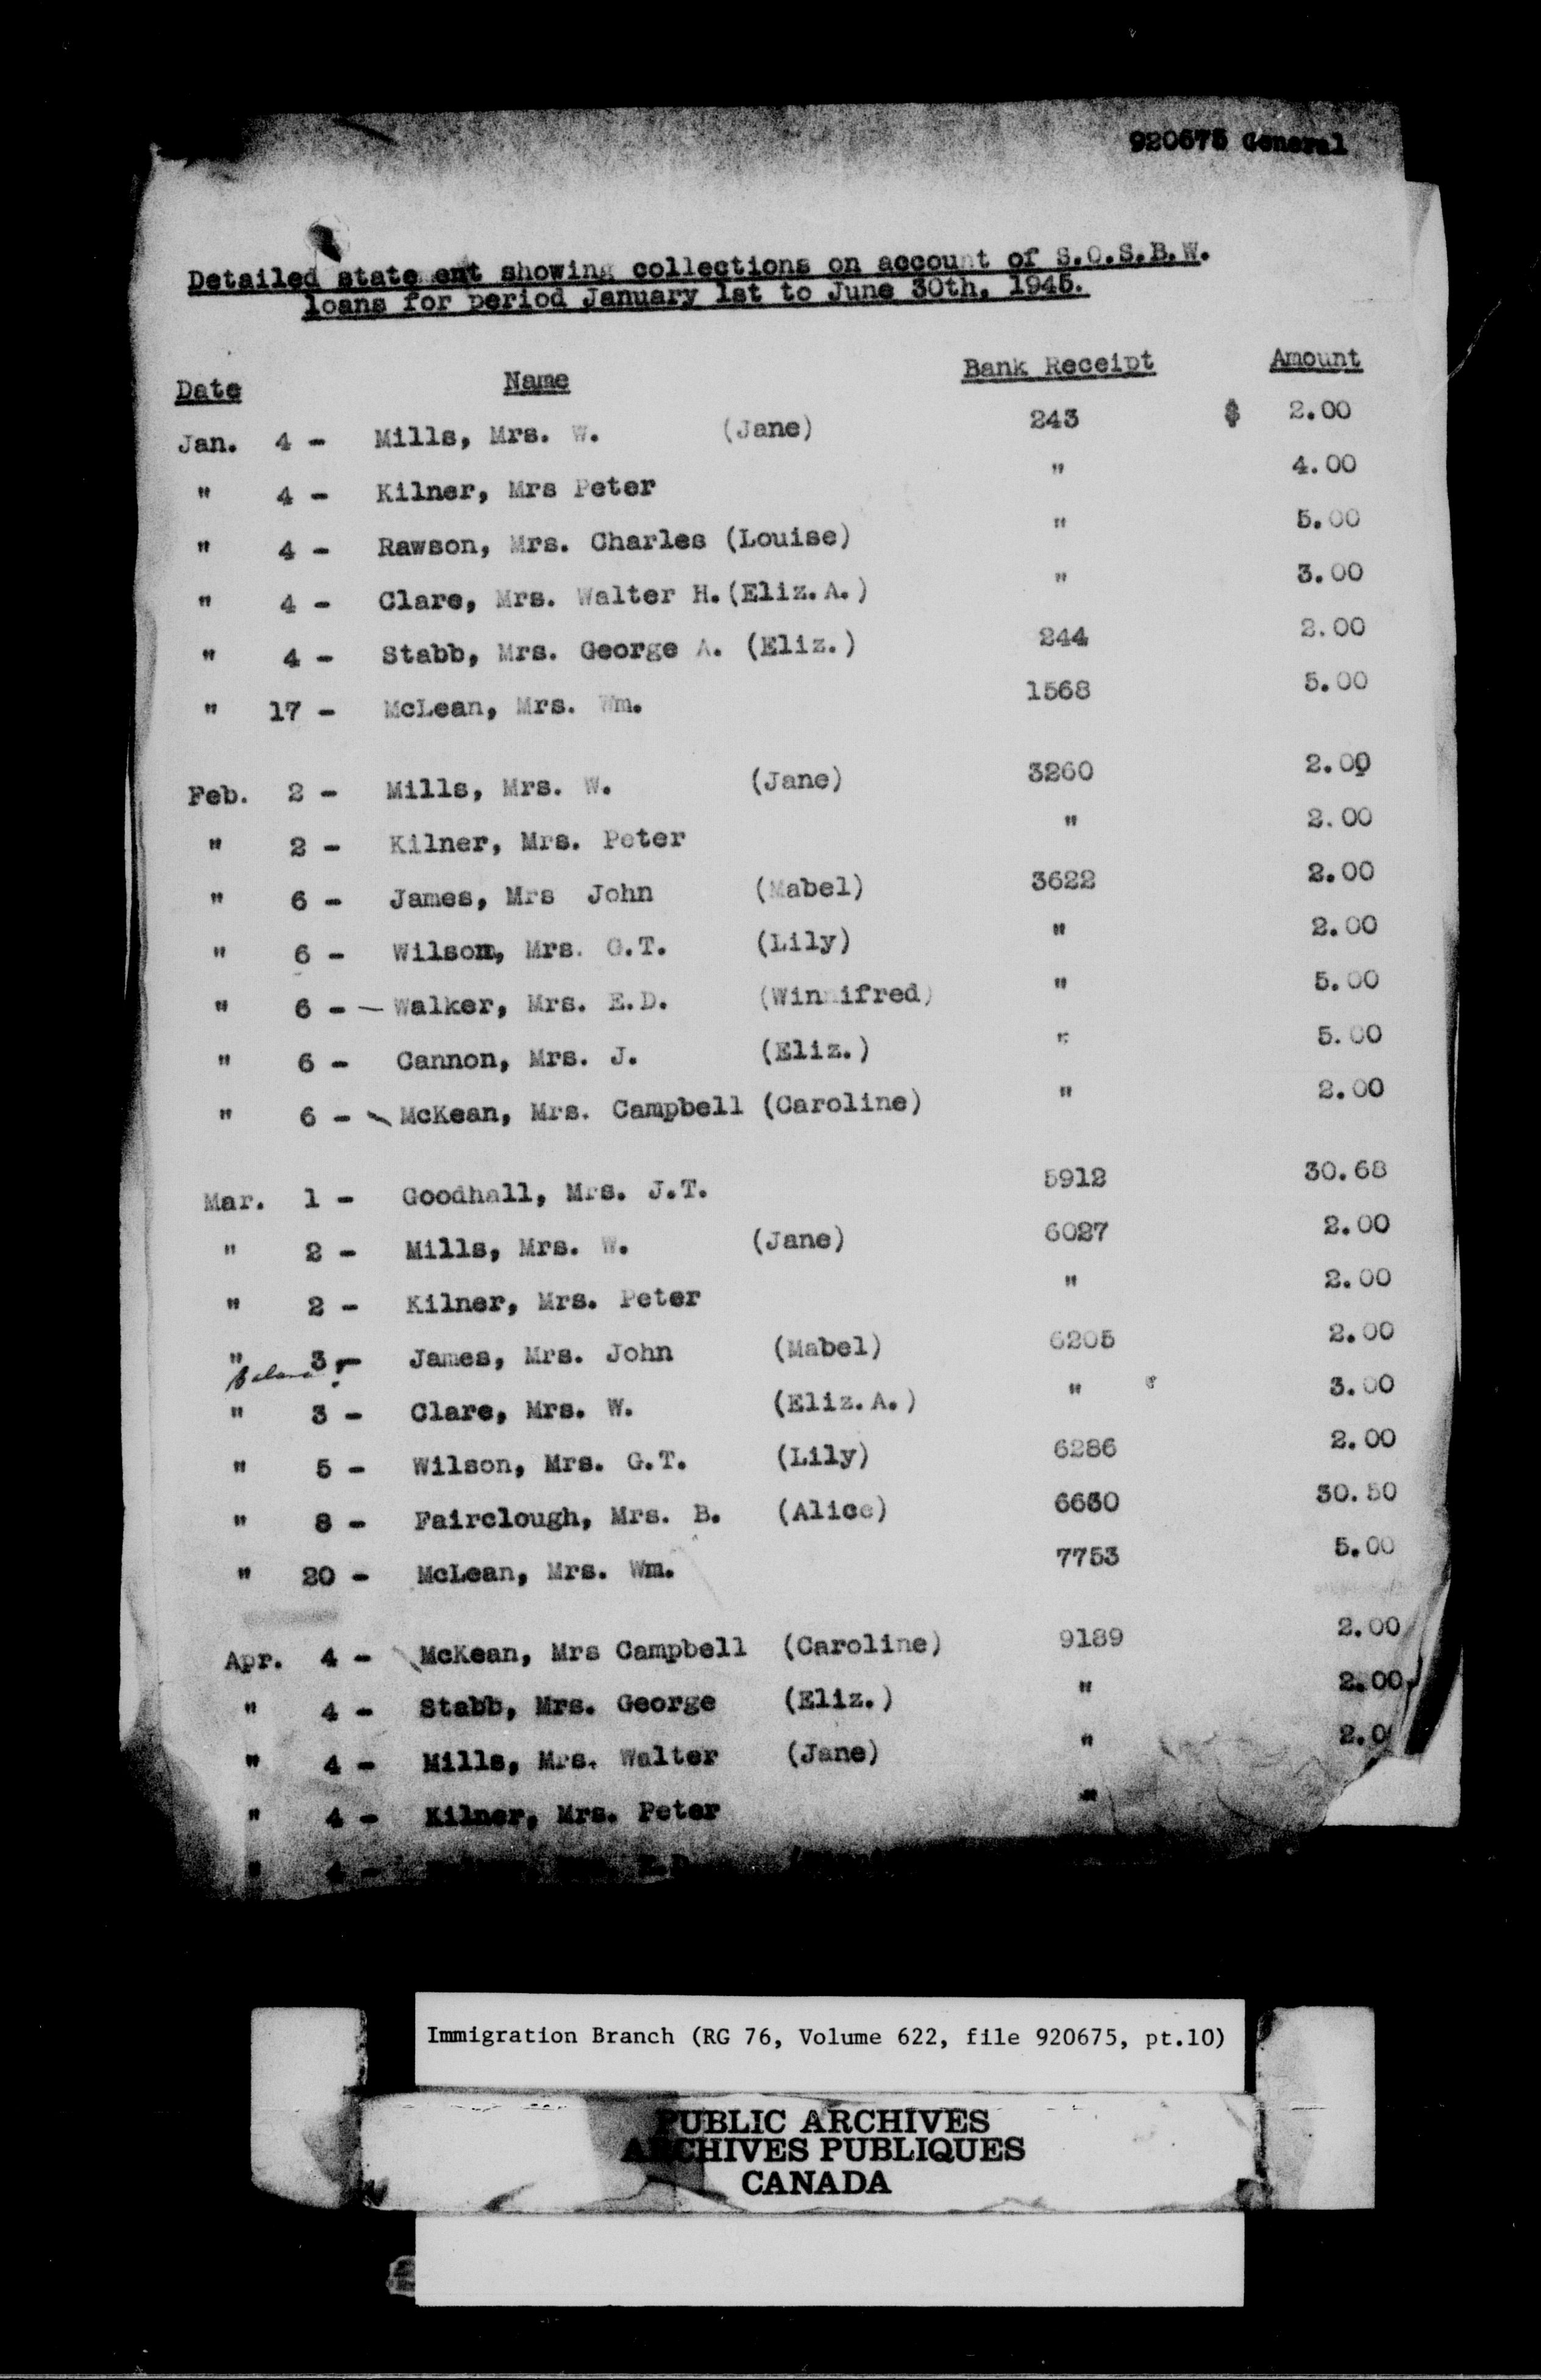 920675 General
Detailed statement showing collections on account of S.O.S.B.W.
loans for period January 1st to June 30th, 1945.
Date Name Bank Receipt Amount
Jan. 4 - Mills, Mrs. W. (Jane) 243 $ 2.00
" 4 - Kilner, Mrs Peter " 4.00
" 4 - Rawson, Mrs. Charles (Louise) " 5.00
" 4 - Clare, Mrs. Walter H.(Eliz.A.) " 3.00
" 4 - Stabb, Mrs. George A. (Eliz.) 244 2.00
" 17 - McLean, Mrs. Wm. 1568 5.00
Feb. 2 - Mills, Mrs. W. (Jane) 3260 2.00
" 2 - Kilner, Mrs. Peter " 2.00
" 6 - James, Mrs John (Mabel) 3622 2.00
" 6 - Wilson, Mrs. G.T. (Lily) " 2.00
" 6 - Walker, Mrs. E.D. (Winnifred) " 5.00
" 6 - Cannon, Mrs. J. (Eliz.) " 5.00
" 6 - McKean, Mrs. Campbell (Caroline) " 2.00
Mar. 1 - Goodhall, Mrs. J.T. 5912 30.68
" 2 - Mills, Mrs. W. (Jane) 6027 2.00
" 2 - Kilner, Mrs. Peter " 2.00
" 3 - James, Mrs. John (Mabel) 6205 2.00
" 3 - Clare, Mrs. W. (Eliz.A.) " 3.00
" 5 - Wilson, Mrs. G.T. (Lily) 6286 2.00
" 8 - Fairclough, Mrs. B. (Alice) 6630 30.50
" 20 - McLean, Mrs. Wm. 7753 5.00
Apr. 4 - McKean, Mrs Campbell (Caroline) 9189 2.00
" 4 - Stabb, Mrs. George (Eliz.) " 2.00
" 4 - Mills, Mrs. Walter (Jane) " 2.0
" 4 - Kilner, Mrs. Peter "
" 4 -
Immigration Branch (RG 76, Volume 622, file 920675, pt.10)
PUBLIC ARCHIVES
ARCHIVES PUBLIQUES
CANADA